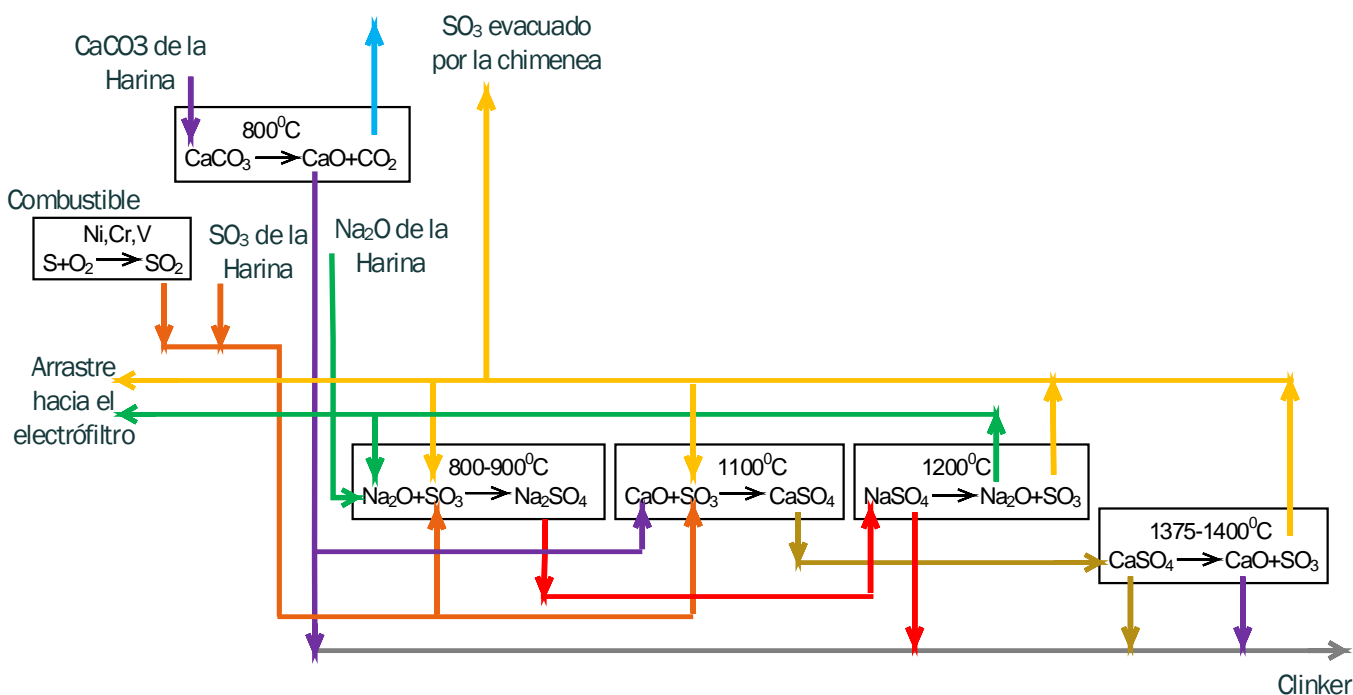 CaCO3 de la
Harina
SO₃ evacuado
por la chimenea
800⁰C
CaCO₃ → CaO+CO₂
Combustible
Ni,Cr,V
S+O₂ → SO₂
SO₃ de la
Harina
Na₂O de la
Harina
Arrastre
hacia el
electrófiltro
800-900⁰C
Na₂O+SO₃ → Na₂SO₄
1100⁰C
CaO+SO₃ → CaSO₄
1200⁰C
NaSO₄ → Na₂O+SO₃
1375-1400⁰C
CaSO₄ → CaO+SO₃
Clinker